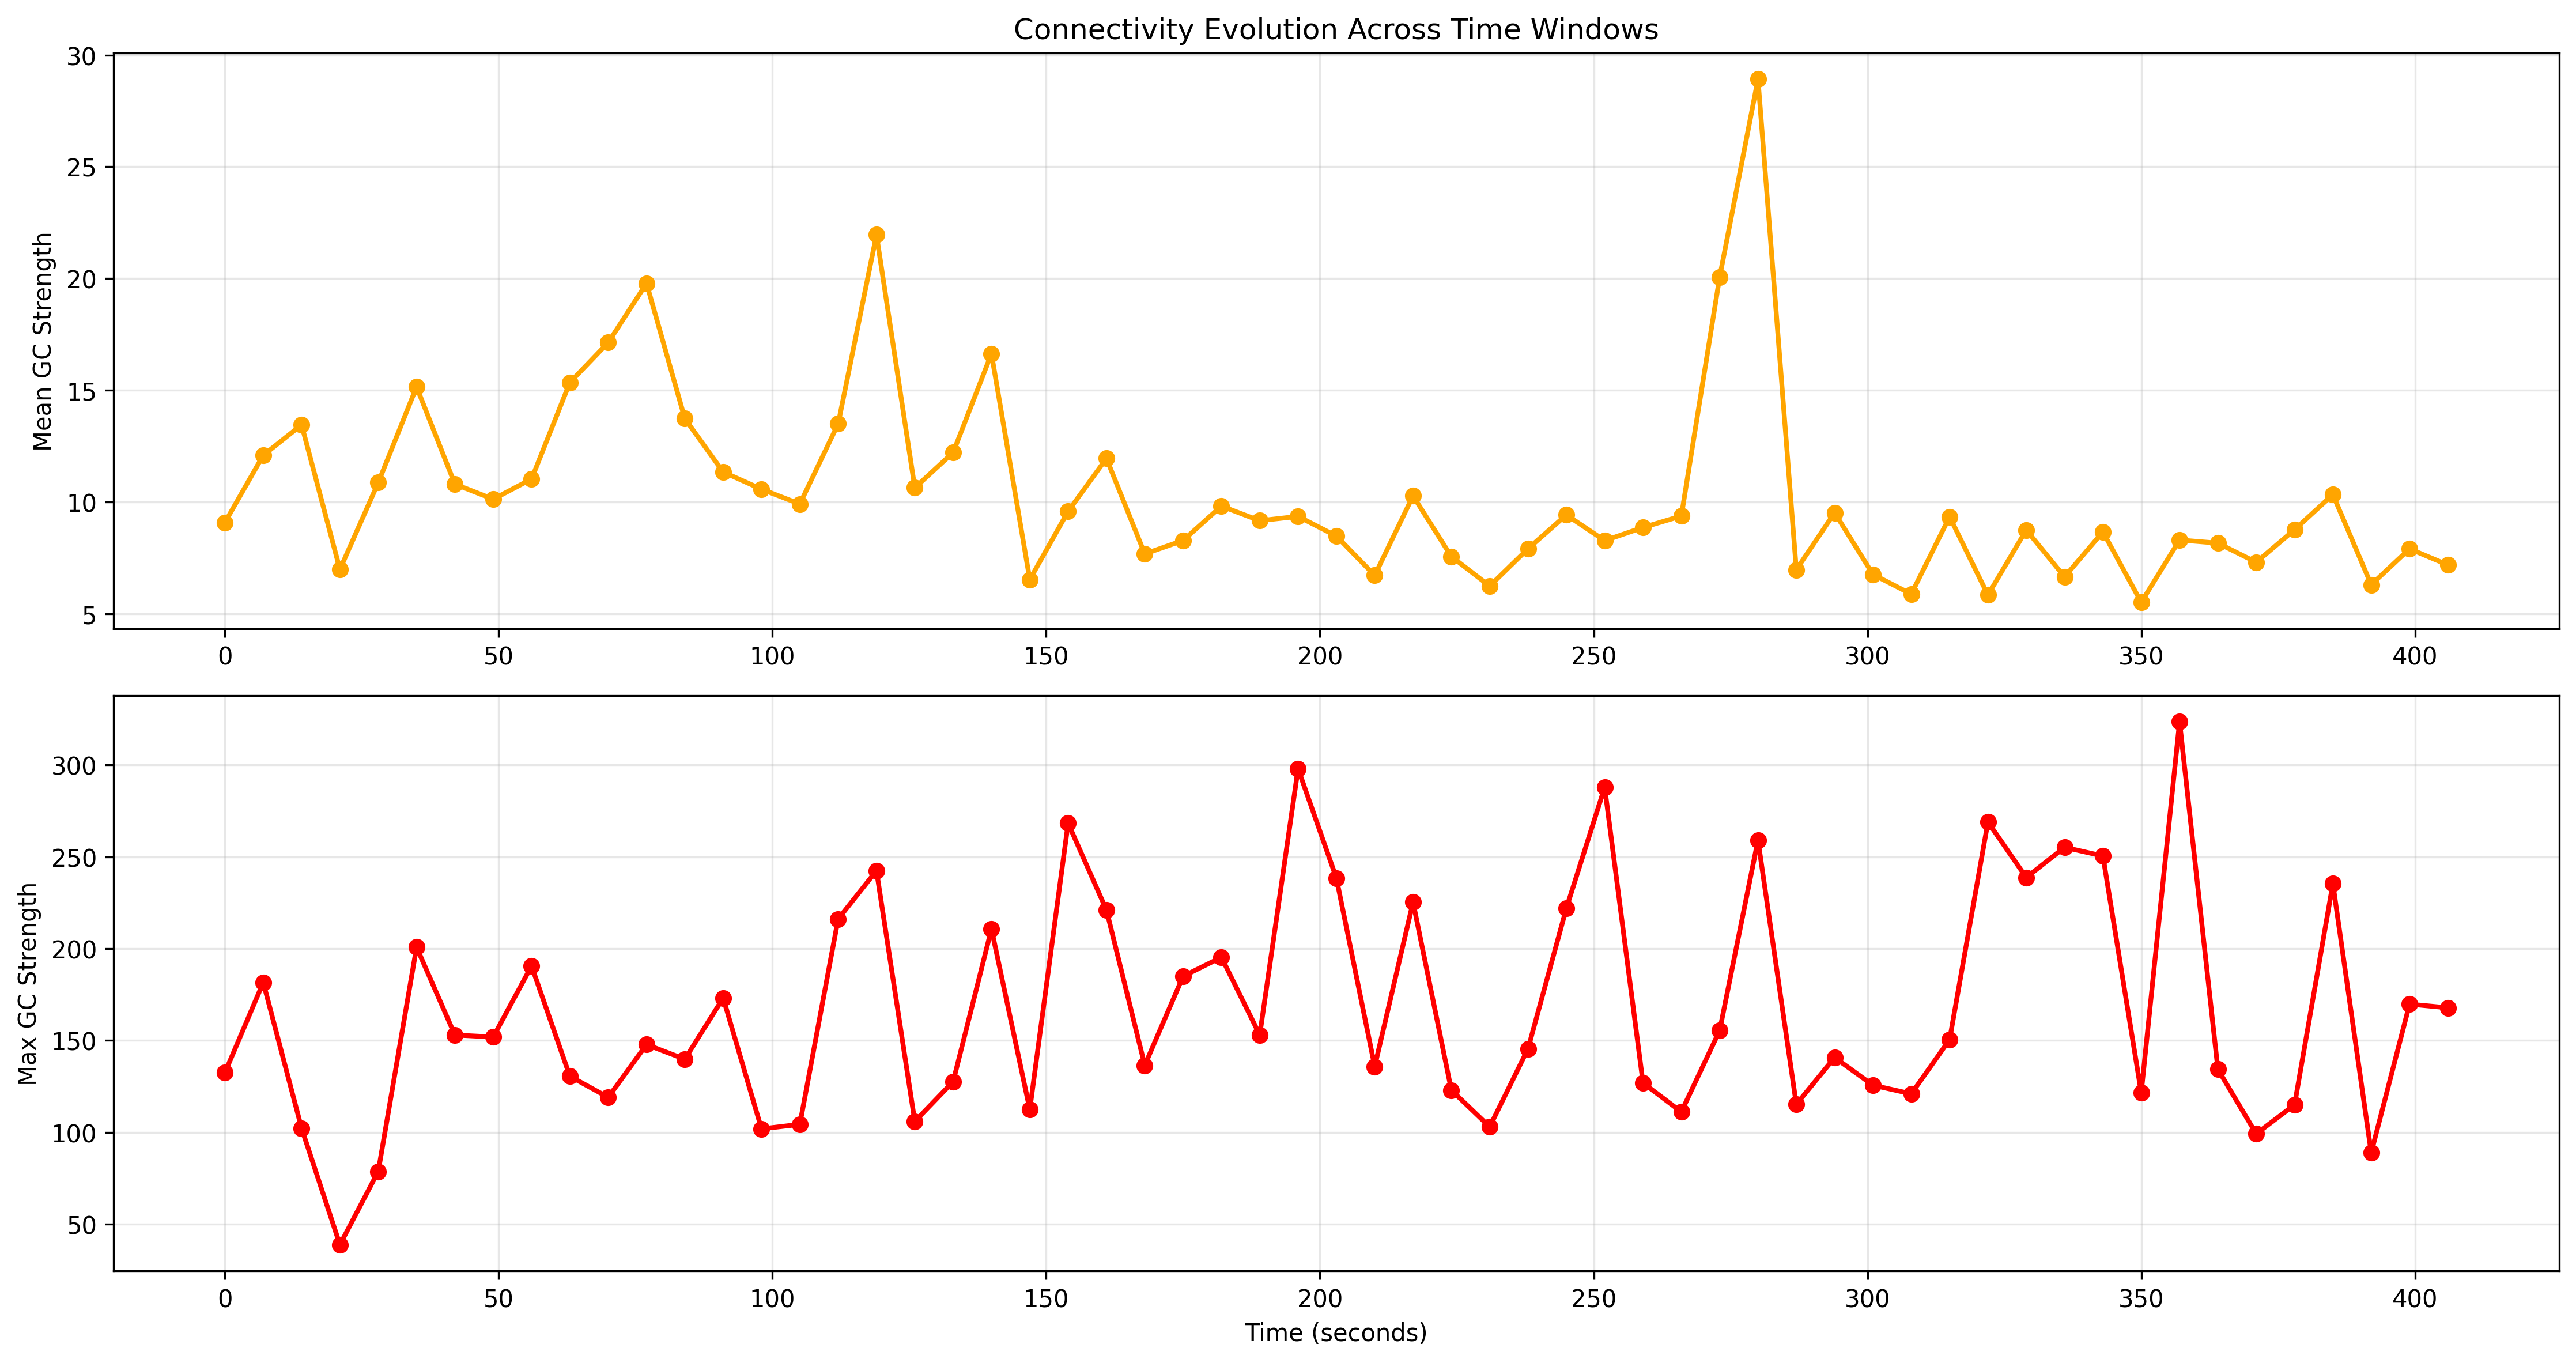 Connectivity Evolution Across Time Windows
Mean GC Strength
30
25
20
15
10
5
0 50 100 150 200 250 300 350 400
Max GC Strength
300
250
200
150
100
50
0 50 100 150 200 250 300 350 400
Time (seconds)